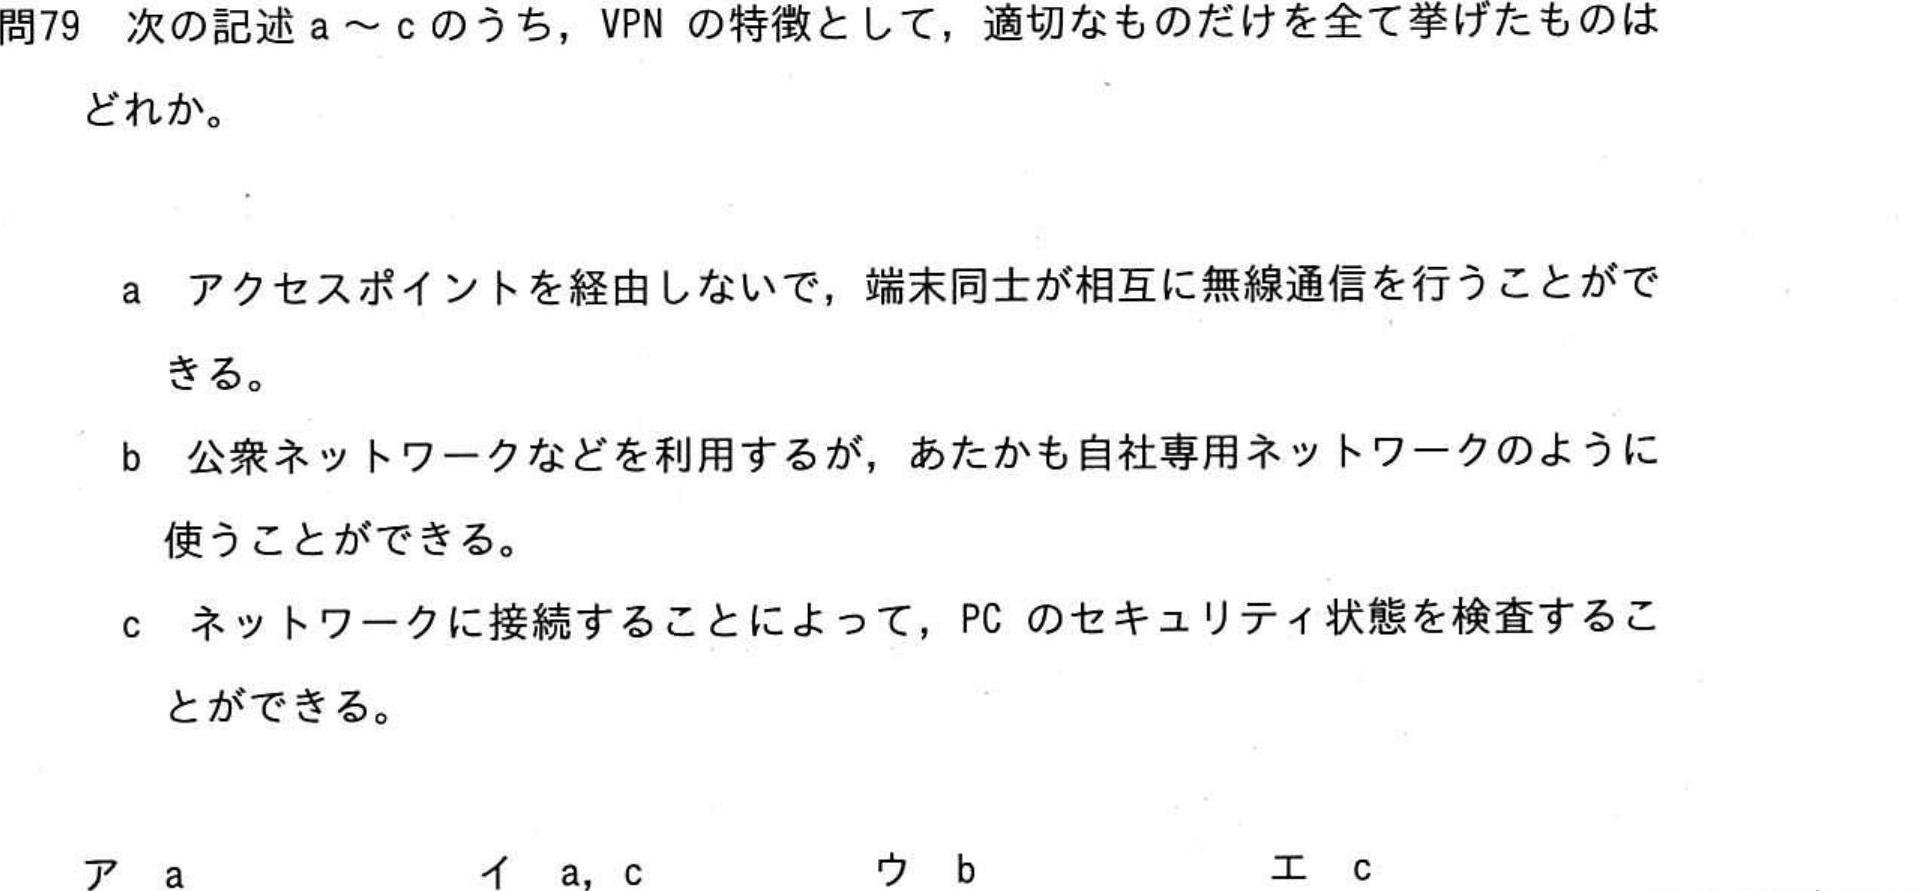 問79 次の記述 a ～ c のうち，VPN の特徴として，適切なものだけを全て挙げたものは
どれか。
a アクセスポイントを経由しないで，端末同士が相互に無線通信を行うことがで
きる。
b 公衆ネットワークなどを利用するが，あたかも自社専用ネットワークのように
使うことができる。
c ネットワークに接続することによって，PC のセキュリティ状態を検査するこ
とができる。
ア a イ a，c ウ b エ c